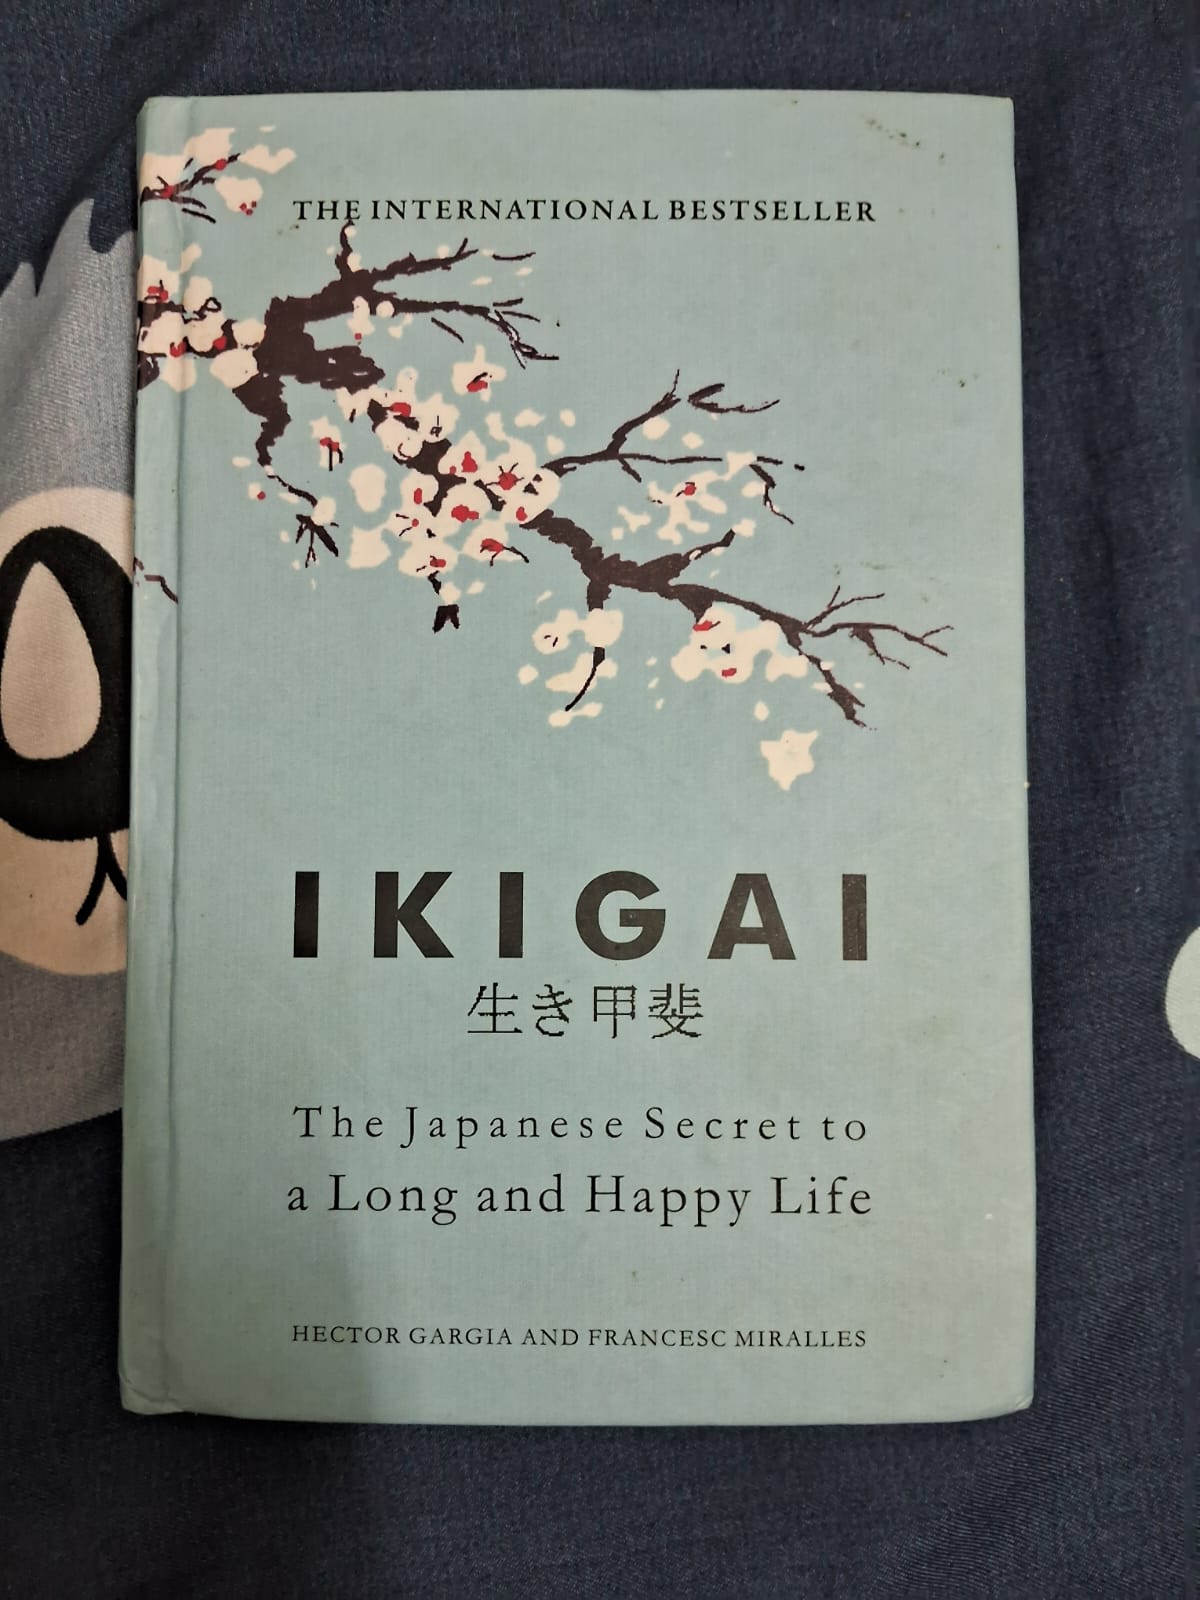 THE INTERNATIONAL BESTSELLER
IKIGAI
生き甲斐
The Japanese Secret to
a Long and Happy Life
HECTOR GARGIA AND FRANCESC MIRALLES